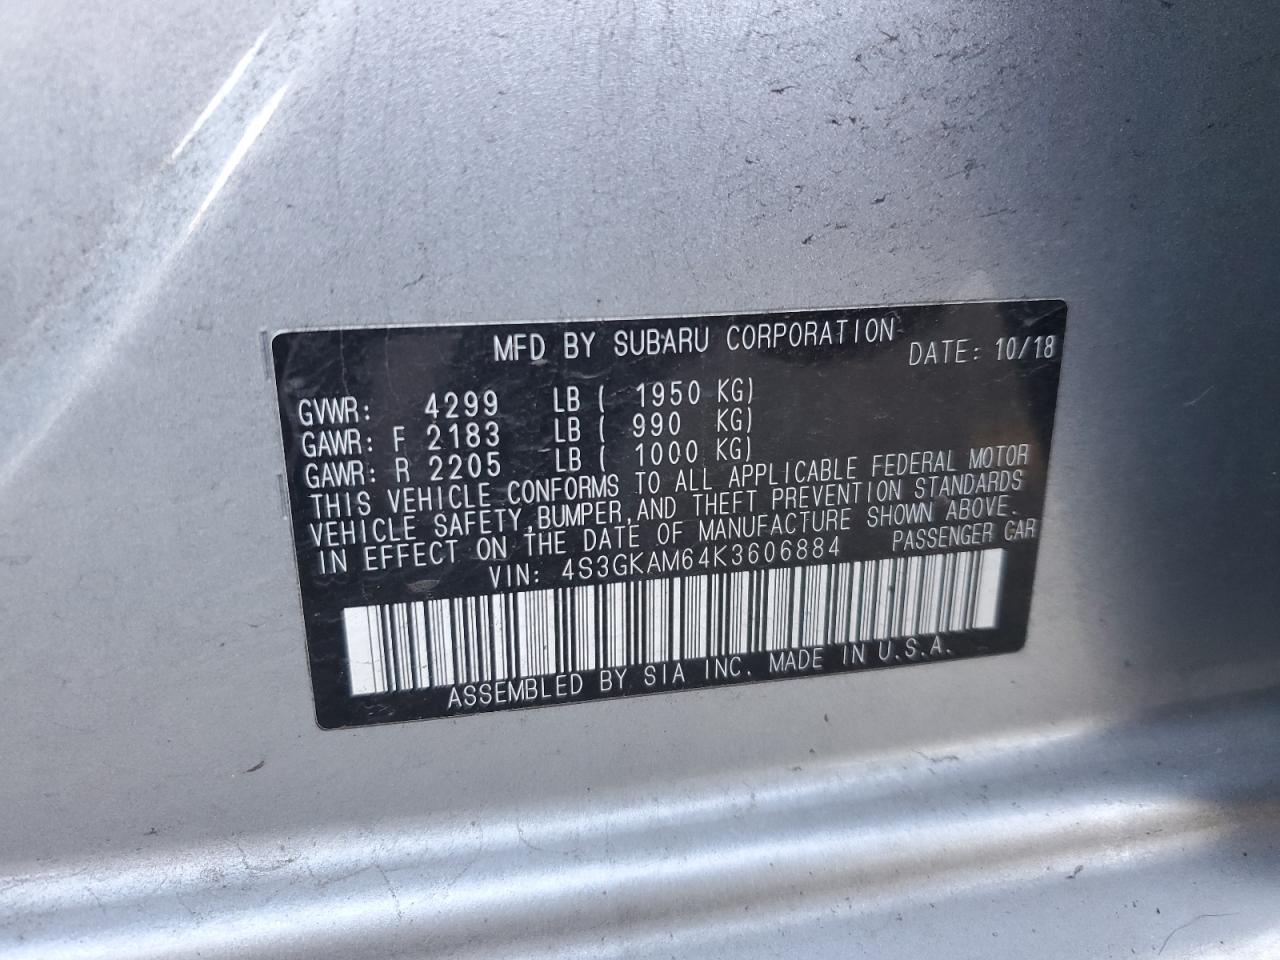 MFD BY SUBARU CORPORATION DATE: 10/18
GVWR: 4299 LB ( 1950 KG)
GAWR: F 2183 LB ( 990 KG)
GAWR: R 2205 LB ( 1000 KG)
THIS VEHICLE CONFORMS TO ALL APPLICABLE FEDERAL MOTOR
VEHICLE SAFETY,BUMPER,AND THEFT PREVENTION STANDARDS
IN EFFECT ON THE DATE OF MANUFACTURE SHOWN ABOVE.
VIN: 4S3GKAM64K3606884 PASSENGER CAR
ASSEMBLED BY SIA INC. MADE IN U.S.A.